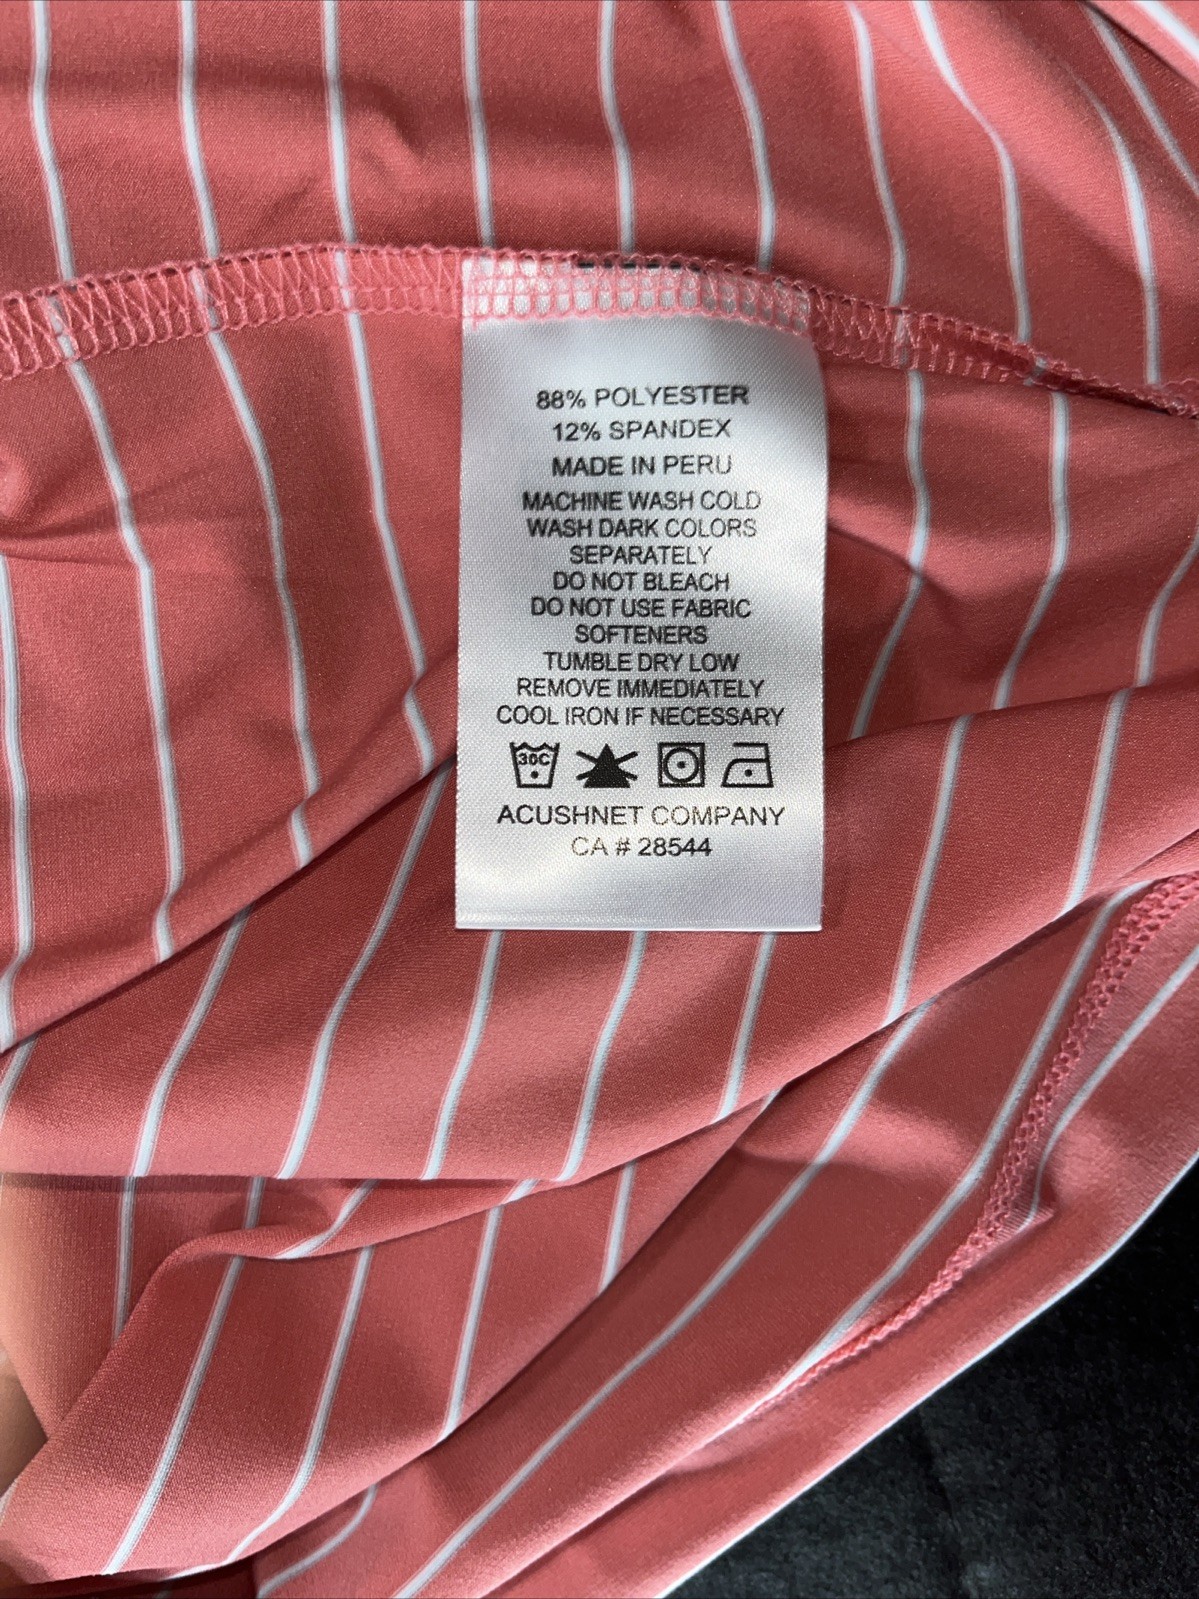 88% POLYESTER
12% SPANDEX
MADE IN PERU
MACHINE WASH COLD
WASH DARK COLORS
SEPARATELY
DO NOT BLEACH
DO NOT USE FABRIC
SOFTENERS
TUMBLE DRY LOW
REMOVE IMMEDIATELY
COOL IRON IF NECESSARY
30C
ACUSHNET COMPANY
CA # 28544